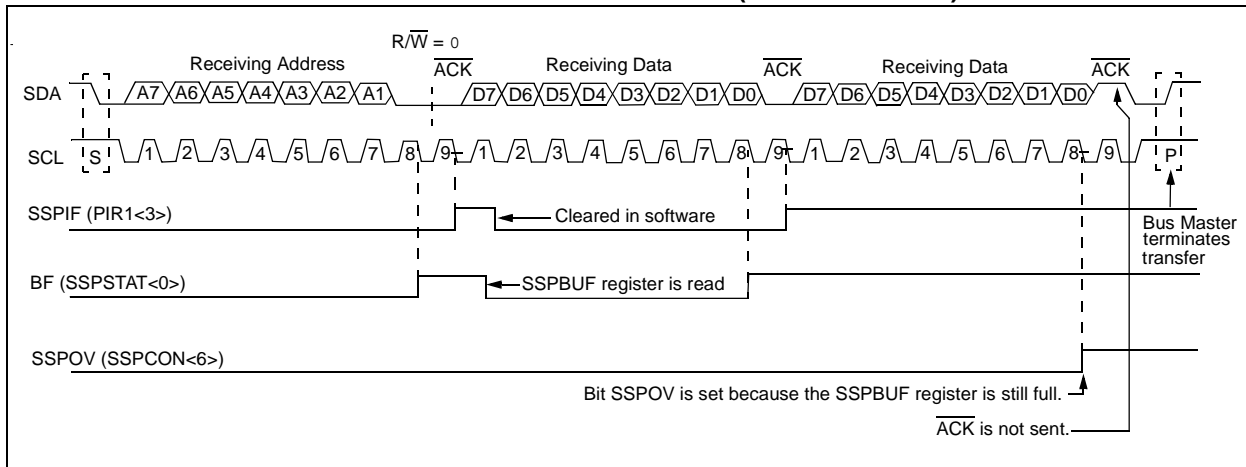 R/W = 0
Receiving Address ACK Receiving Data ACK Receiving Data ACK
SDA A7 A6 A5 A4 A3 A2 A1 D7 D6 D5 D4 D3 D2 D1 D0 D7 D6 D5 D4 D3 D2 D1 D0
SCL S 1 2 3 4 5 6 7 8 9 1 2 3 4 5 6 7 8 9 1 2 3 4 5 6 7 8 9 P
SSPIF (PIR1<3>) Cleared in software
Bus Master
terminates
transfer
BF (SSPSTAT<0>) SSPBUF register is read
SSPOV (SSPCON<6>)
Bit SSPOV is set because the SSPBUF register is still full.
ACK is not sent.